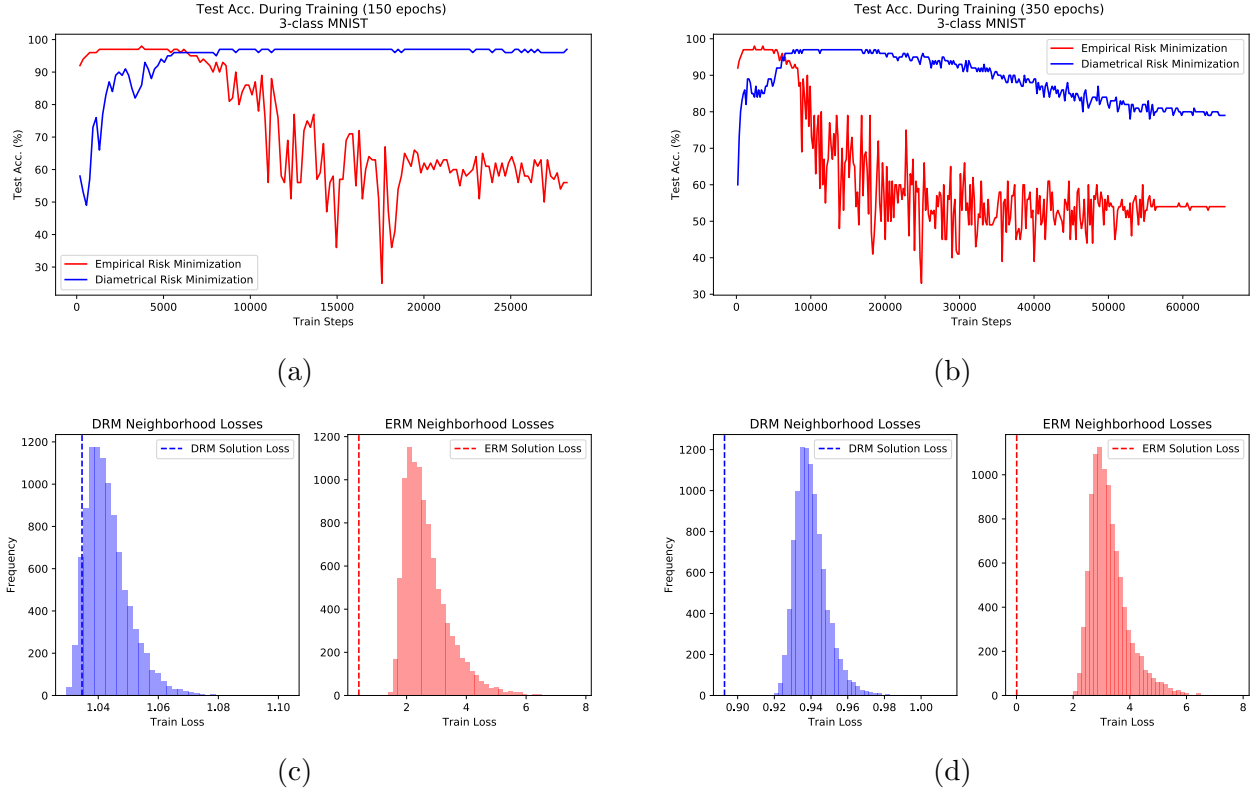 Test Acc. During Training (150 epochs)
3-class MNIST
100
90
80
70
60
50
40
30
Test Acc. (%)
Empirical Risk Minimization
Diametrical Risk Minimization
0
5000
10000
15000
20000
25000
Train Steps
(a)
Test Acc. During Training (350 epochs)
3-class MNIST
100
90
80
70
60
50
40
30
Test Acc. (%)
Empirical Risk Minimization
Diametrical Risk Minimization
0
10000
20000
30000
40000
50000
60000
Train Steps
(b)
DRM Neighborhood Losses
1200
1000
800
600
400
200
0
Frequency
DRM Solution Loss
1.04
1.06
1.08
1.10
Train Loss
ERM Neighborhood Losses
1200
1000
800
600
400
200
0
ERM Solution Loss
2
4
6
8
Train Loss
(c)
DRM Neighborhood Losses
1200
1000
800
600
400
200
0
Frequency
DRM Solution Loss
0.90
0.92
0.94
0.96
0.98
1.00
Train Loss
ERM Neighborhood Losses
1000
800
600
400
200
0
ERM Solution Loss
0
2
4
6
8
Train Loss
(d)